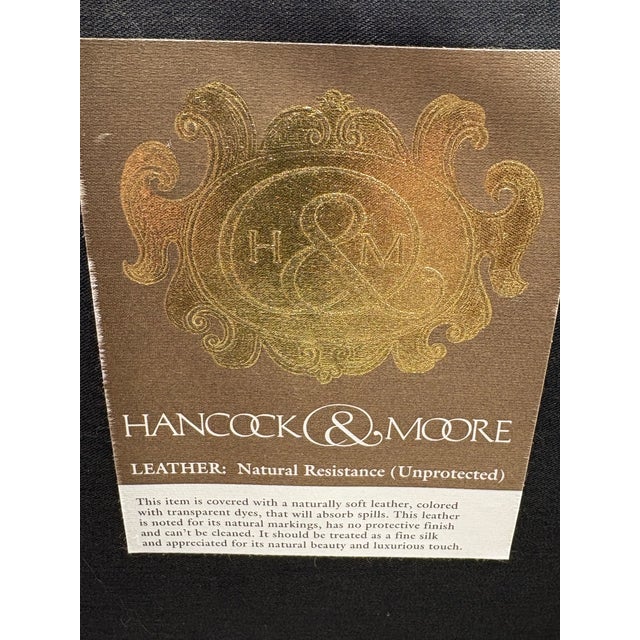 H & M
HANCOCK & MOORE
LEATHER: Natural Resistance (Unprotected)
This item is covered with a naturally soft leather, colored
with transparent dyes, that will absorb spills. This leather
is noted for its natural markings, has no protective finish
and can't be cleaned. It should be treated as a fine silk
and appreciated for its natural beauty and luxurious touch.